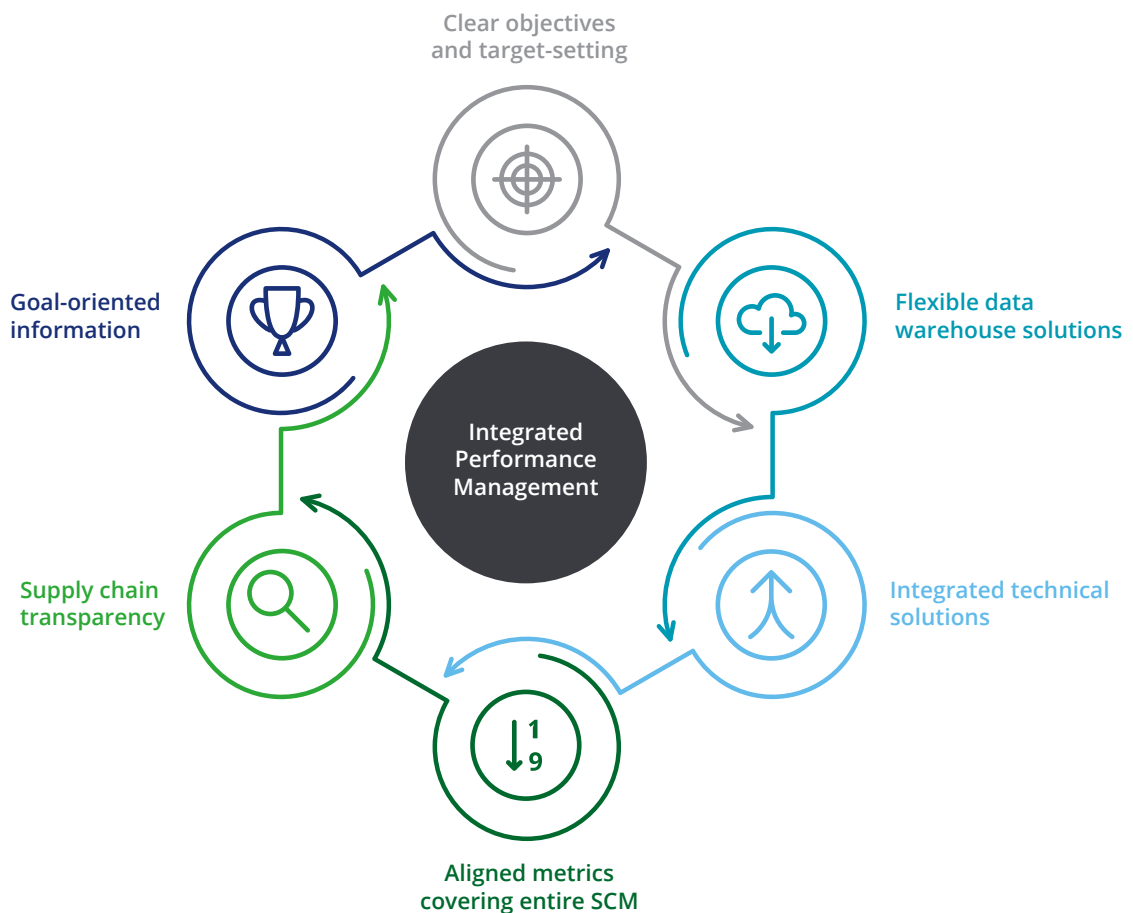 Clear objectives
and target-setting
Goal-oriented
information
Flexible data
warehouse solutions
Integrated
Performance
Management
Supply chain
transparency
Integrated technical
solutions
1
9
Aligned metrics
covering entire SCM